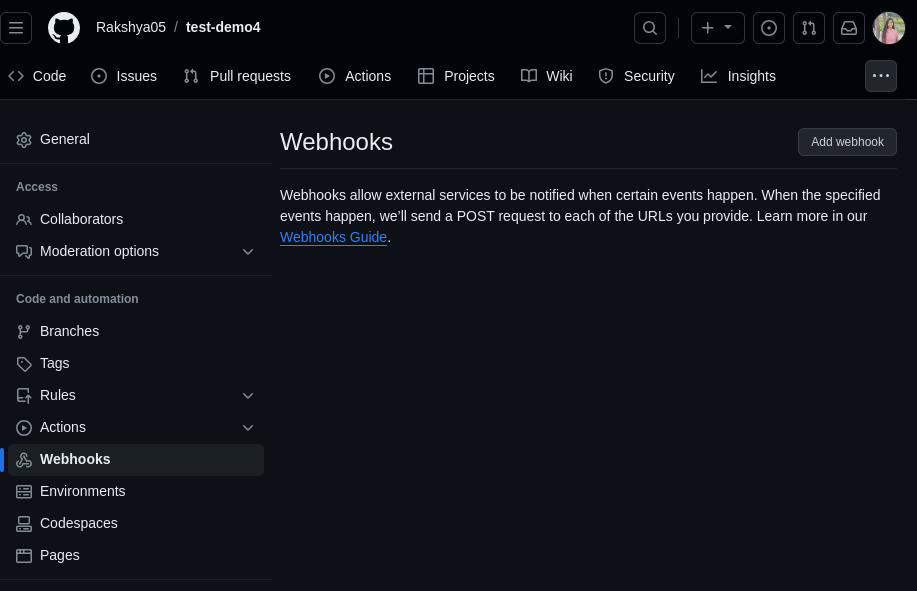 Rakshya05 / test-demo4
Code Issues Pull requests Actions Projects Wiki Security Insights
General
Access
Collaborators
Moderation options
Code and automation
Branches
Tags
Rules
Actions
Webhooks
Environments
Codespaces
Pages
Webhooks
Add webhook
Webhooks allow external services to be notified when certain events happen. When the specified
events happen, we’ll send a POST request to each of the URLs you provide. Learn more in our
Webhooks Guide.